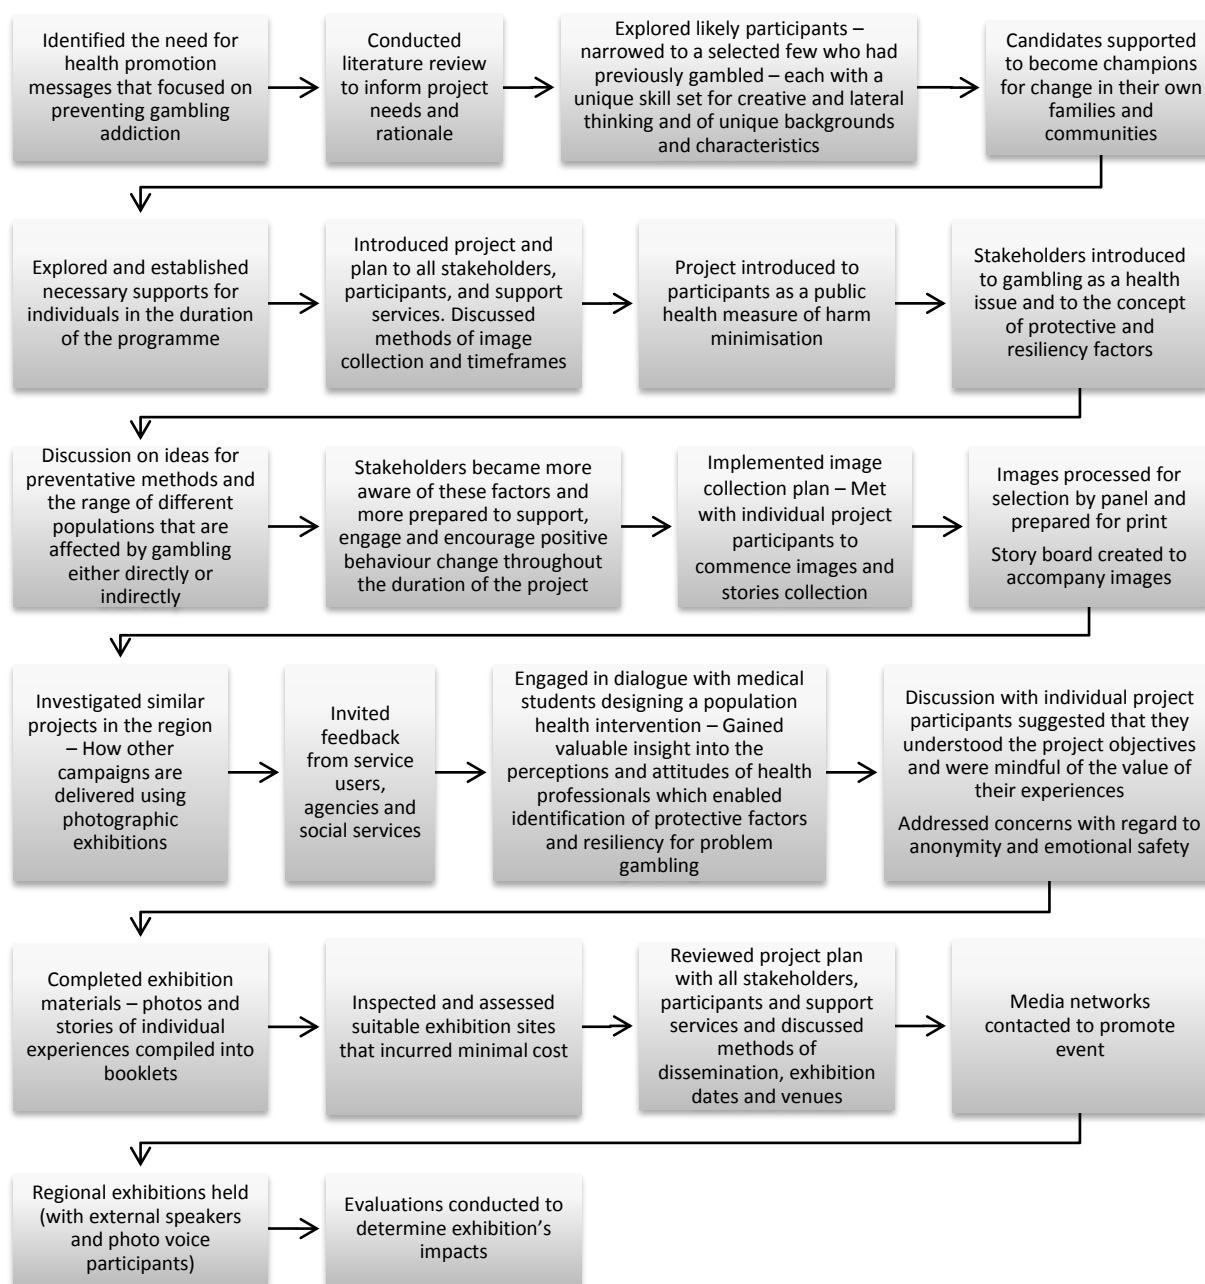 Identified the need for
health promotion
messages that focused on
preventing gambling
addiction
Conducted
literature review
to inform project
needs and
rationale
Explored likely participants –
narrowed to a selected few who had
previously gambled – each with a
unique skill set for creative and lateral
thinking and of unique backgrounds
and characteristics
Candidates supported
to become champions
for change in their own
families and
communities
Explored and established
necessary supports for
individuals in the duration
of the programme
Introduced project and
plan to all stakeholders,
participants, and support
services. Discussed
methods of image
collection and timeframes
Project introduced to
participants as a public
health measure of harm
minimisation
Stakeholders introduced
to gambling as a health
issue and to the concept
of protective and
resiliency factors
Discussion on ideas for
preventative methods and
the range of different
populations that are
affected by gambling
either directly or
indirectly
Stakeholders became more
aware of these factors and
more prepared to support,
engage and encourage positive
behaviour change throughout
the duration of the project
Implemented image
collection plan – Met
with individual project
participants to
commence images and
stories collection
Images processed for
selection by panel and
prepared for print
Story board created to
accompany images
Investigated similar
projects in the region
– How other
campaigns are
delivered using
photographic
exhibitions
Invited
feedback
from service
users,
agencies and
social services
Engaged in dialogue with medical
students designing a population
health intervention – Gained
valuable insight into the
perceptions and attitudes of health
professionals which enabled
identification of protective factors
and resiliency for problem
gambling
Discussion with individual project
participants suggested that they
understood the project objectives
and were mindful of the value of
their experiences
Addressed concerns with regard to
anonymity and emotional safety
Completed exhibition
materials – photos and
stories of individual
experiences compiled into
booklets
Inspected and assessed
suitable exhibition sites
that incurred minimal cost
Reviewed project plan
with all stakeholders,
participants and support
services and discussed
methods of
dissemination, exhibition
dates and venues
Media networks
contacted to promote
event
Regional exhibitions held
(with external speakers
and photo voice
participants)
Evaluations conducted to
determine exhibition’s
impacts